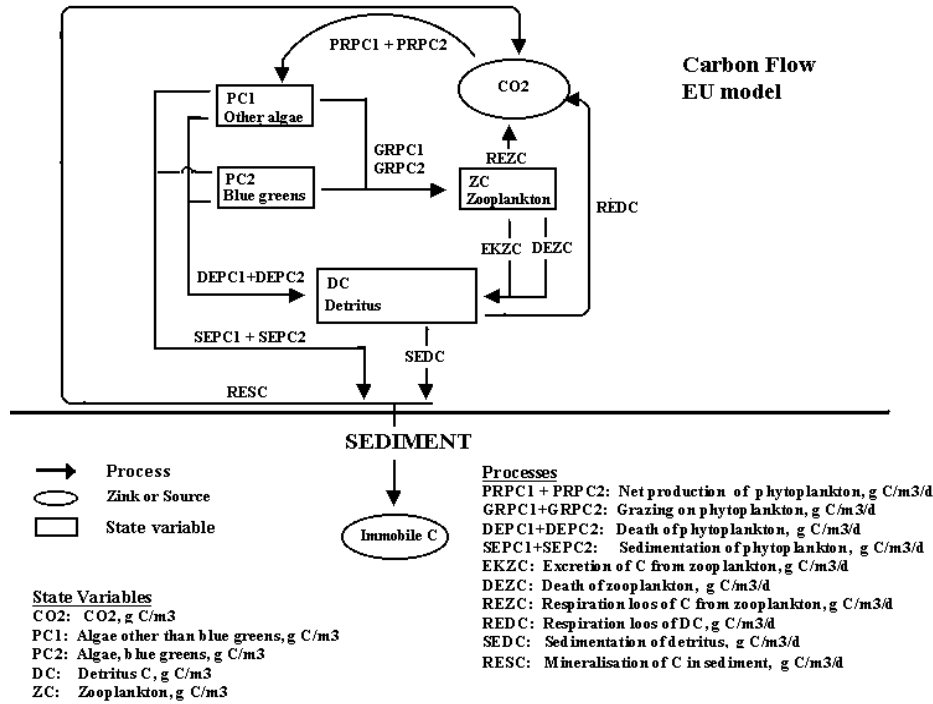 PRPC1 + PRPC2
Carbon Flow
EU model
CO2
PC1
Other algae
GRPC1
GRPC2
REZC
PC2
Blue greens
ZC
Zooplankton
REDC
EKZC
DEZC
DEPC1+DEPC2
DC
Detritus
SEPC1 + SEPC2
SEDC
RESC
SEDIMENT
Process
Zink or Source
State variable
Immobile C
Processes
PRPC1 + PRPC2: Net production of phytoplankton, g C/m3/d
GRPC1+GRPC2: Grazing on phytoplankton, g C/m3/d
DEPC1+DEPC2: Death of phytoplankton, g C/m3/d
SEPC1+SEPC2: Sedimentation of phytoplankton, g C/m3/d
EKZC: Excretion of C from zooplankton, g C/m3/d
DEZC: Death of zooplankton, g C/m3/d
REZC: Respiration loos of C from zooplankton, g C/m3/d
REDC: Respiration loos of DC, g C/m3/d
SEDC: Sedimentation of detritus, g C/m3/d
RESC: Mineralisation of C in sediment, g C/m3/d
State Variables
CO2: CO2, g C/m3
PC1: Algae other than blue greens, g C/m3
PC2: Algae, blue greens, g C/m3
DC: Detritus C, g C/m3
ZC: Zooplankton, g C/m3